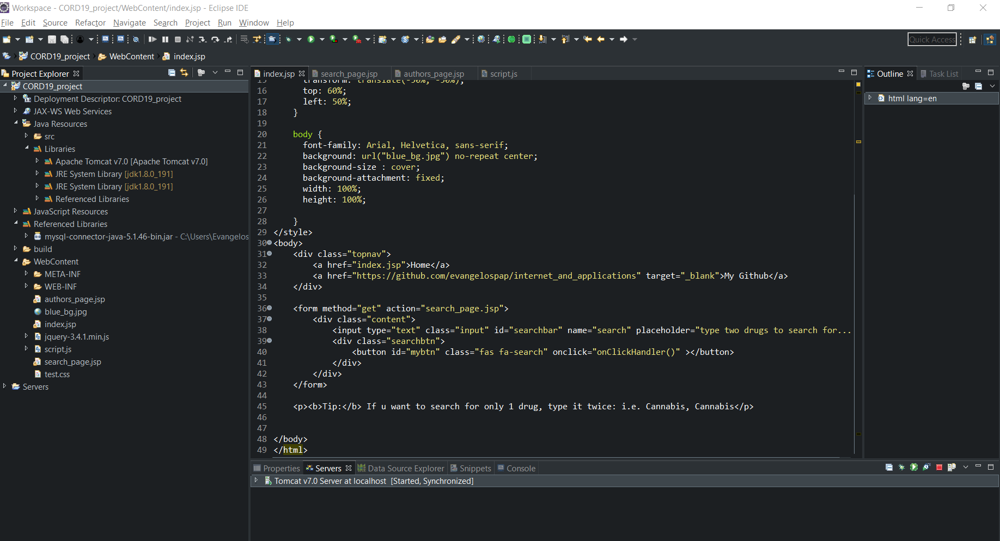 Workspace - CORD19_project/WebContent/index.jsp - Eclipse IDE
File Edit Source Refactor Navigate Search Project Run Window Help
Quick Access
CORD19_project WebContent index.jsp
Project Explorer
CORD19_project
Deployment Descriptor: CORD19_project
JAX-WS Web Services
Java Resources
src
Libraries
Apache Tomcat v7.0 [Apache Tomcat v7.0]
JRE System Library [jdk1.8.0_191]
JRE System Library [jdk1.8.0_191]
Referenced Libraries
JavaScript Resources
Referenced Libraries
mysql-connector-java-5.1.46-bin.jar - C:\Users\Evangelos
build
WebContent
META-INF
WEB-INF
authors_page.jsp
blue_bg.jpg
index.jsp
jquery-3.4.1.min.js
script.js
search_page.jsp
test.css
Servers
index.jsp search_page.jsp authors_page.jsp script.js
15 transform: translate(-50%, -50%);
16 top: 60%;
17 left: 50%;
18 }
19
20 body {
21 font-family: Arial, Helvetica, sans-serif;
22 background: url("blue_bg.jpg") no-repeat center;
23 background-size : cover;
24 background-attachment: fixed;
25 width: 100%;
26 height: 100%;
27
28 }
29 </style>
30 <body>
31 <div class="topnav">
32 <a href="index.jsp">Home</a>
33 <a href="https://github.com/evangelospap/internet_and_applications" target="_blank">My Github</a>
34 </div>
35
36 <form method="get" action="search_page.jsp">
37 <div class="content">
38 <input type="text" class="input" id="searchbar" name="search" placeholder="type two drugs to search for...
39 <div class="searchbtn">
40 <button id="mybtn" class="fas fa-search" onclick="onClickHandler()" ></button>
41 </div>
42 </div>
43 </form>
44
45 <p><b>Tip:</b> If u want to search for only 1 drug, type it twice: i.e. Cannabis, Cannabis</p>
46
47
48 </body>
49 </html>
Outline Task List
html lang=en
Properties Servers Data Source Explorer Snippets Console
Tomcat v7.0 Server at localhost [Started, Synchronized]